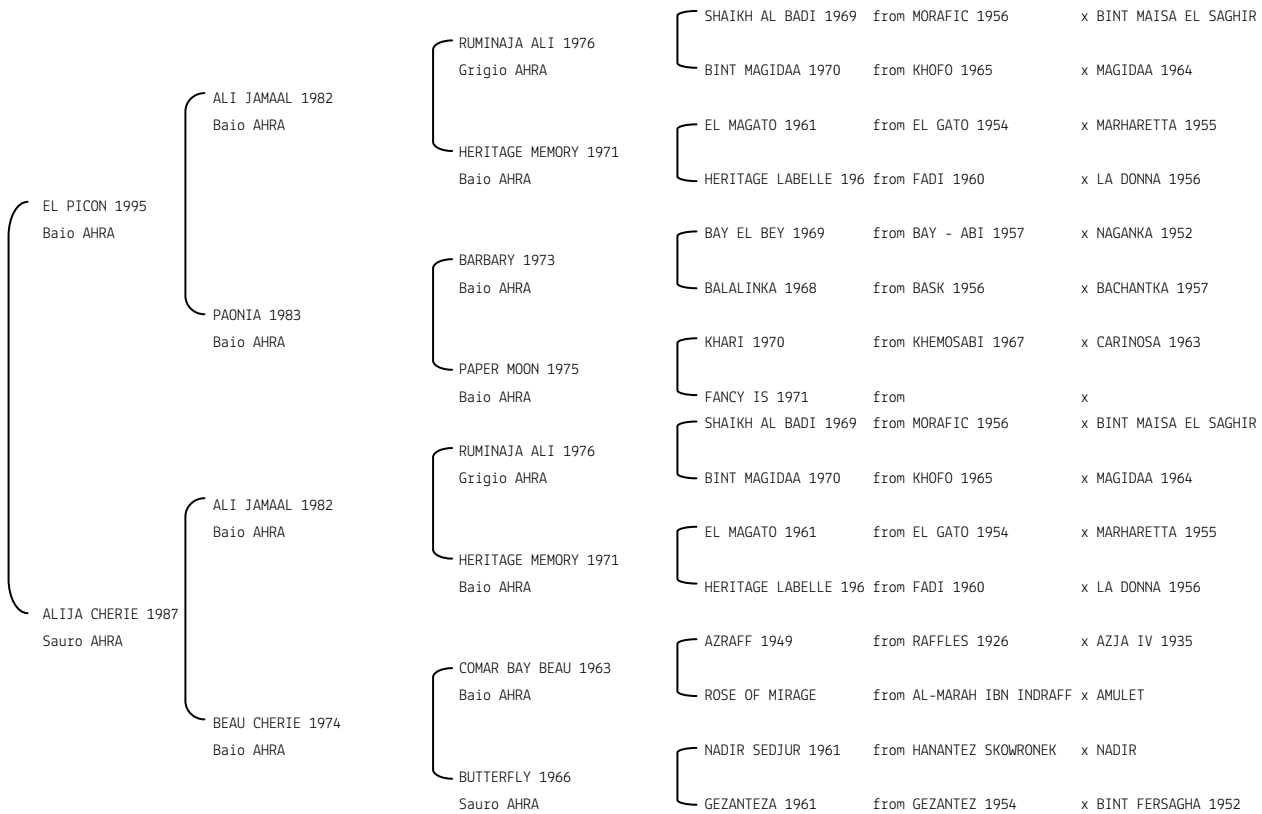 SHAIKH AL BADI 1969 from MORAFIC 1956 x BINT MAISA EL SAGHIR
RUMINAJA ALI 1976
Grigio AHRA
BINT MAGIDAA 1970 from KHOFO 1965 x MAGIDAA 1964
ALI JAMAAL 1982
Baio AHRA
EL MAGATO 1961 from EL GATO 1954 x MARHARETTA 1955
HERITAGE MEMORY 1971
Baio AHRA
HERITAGE LABELLE 196 from FADI 1960 x LA DONNA 1956
EL PICON 1995
Baio AHRA
BAY EL BEY 1969 from BAY - ABI 1957 x NAGANKA 1952
BARBARY 1973
Baio AHRA
BALALINKA 1968 from BASK 1956 x BACHANTKA 1957
PAONIA 1983
Baio AHRA
KHARI 1970 from KHEMOSABI 1967 x CARINOSA 1963
PAPER MOON 1975
Baio AHRA
FANCY IS 1971 from x
SHAIKH AL BADI 1969 from MORAFIC 1956 x BINT MAISA EL SAGHIR
RUMINAJA ALI 1976
Grigio AHRA
BINT MAGIDAA 1970 from KHOFO 1965 x MAGIDAA 1964
ALI JAMAAL 1982
Baio AHRA
EL MAGATO 1961 from EL GATO 1954 x MARHARETTA 1955
HERITAGE MEMORY 1971
Baio AHRA
HERITAGE LABELLE 196 from FADI 1960 x LA DONNA 1956
ALIJA CHERIE 1987
Sauro AHRA
AZRAFF 1949 from RAFFLES 1926 x AZJA IV 1935
COMAR BAY BEAU 1963
Baio AHRA
ROSE OF MIRAGE from AL-MARAH IBN INDRAFF x AMULET
BEAU CHERIE 1974
Baio AHRA
NADIR SEDJUR 1961 from HANANTEZ SKOWRONEK x NADIR
BUTTERFLY 1966
Sauro AHRA
GEZANTEZA 1961 from GEZANTEZ 1954 x BINT FERSAGHA 1952